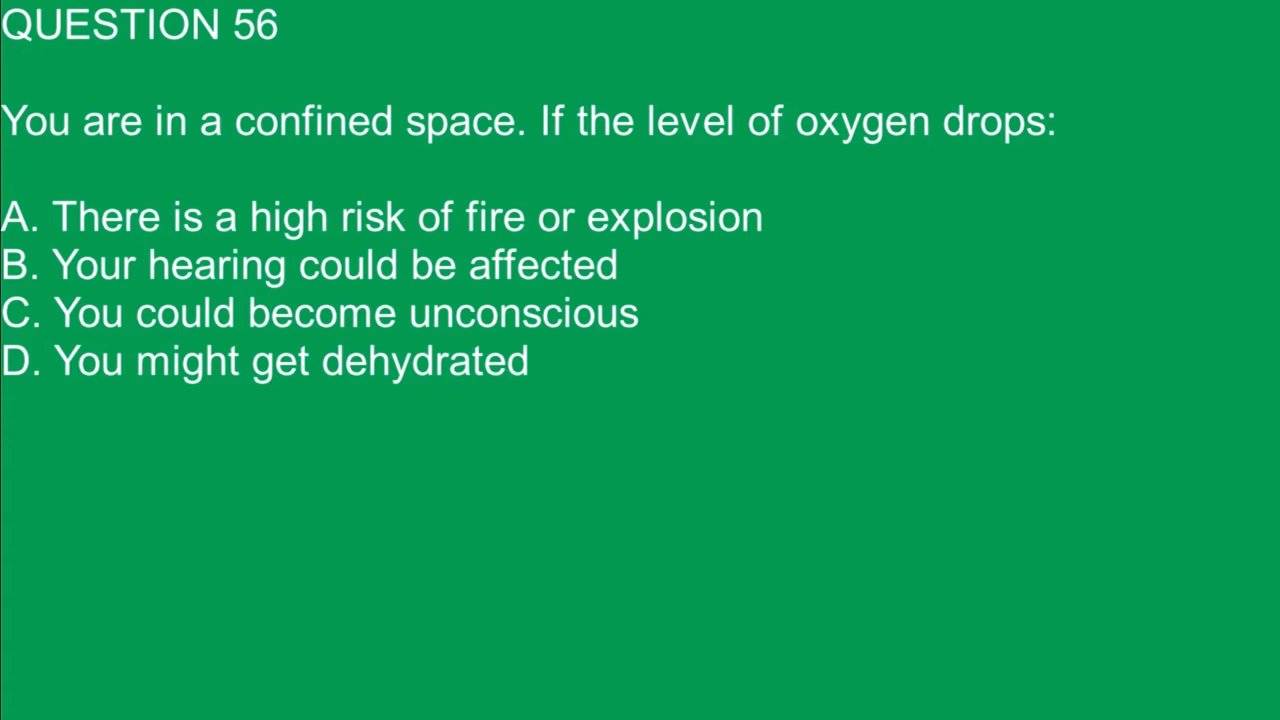 QUESTION 56
You are in a confined space. If the level of oxygen drops:
A. There is a high risk of fire or explosion
B. Your hearing could be affected
C. You could become unconscious
D. You might get dehydrated